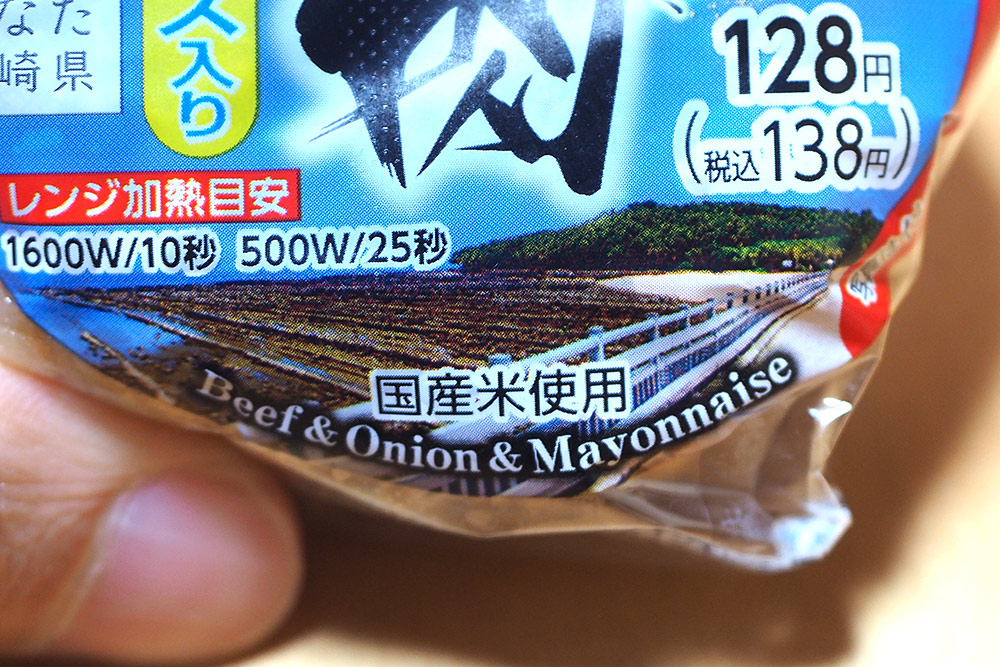 なた
崎県
入り
肉
128円
(税込138円)
レンジ加熱目安
1600W/10秒 500W/25秒
国産米使用
Beef & Onion & Mayonnaise